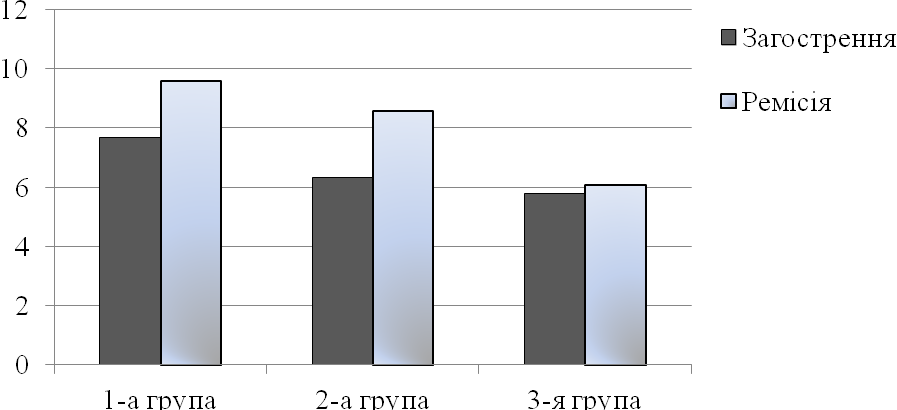 12
10
8
6
4
2
0
1-а група
2-а група
3-я група
Загострення
Ремісія